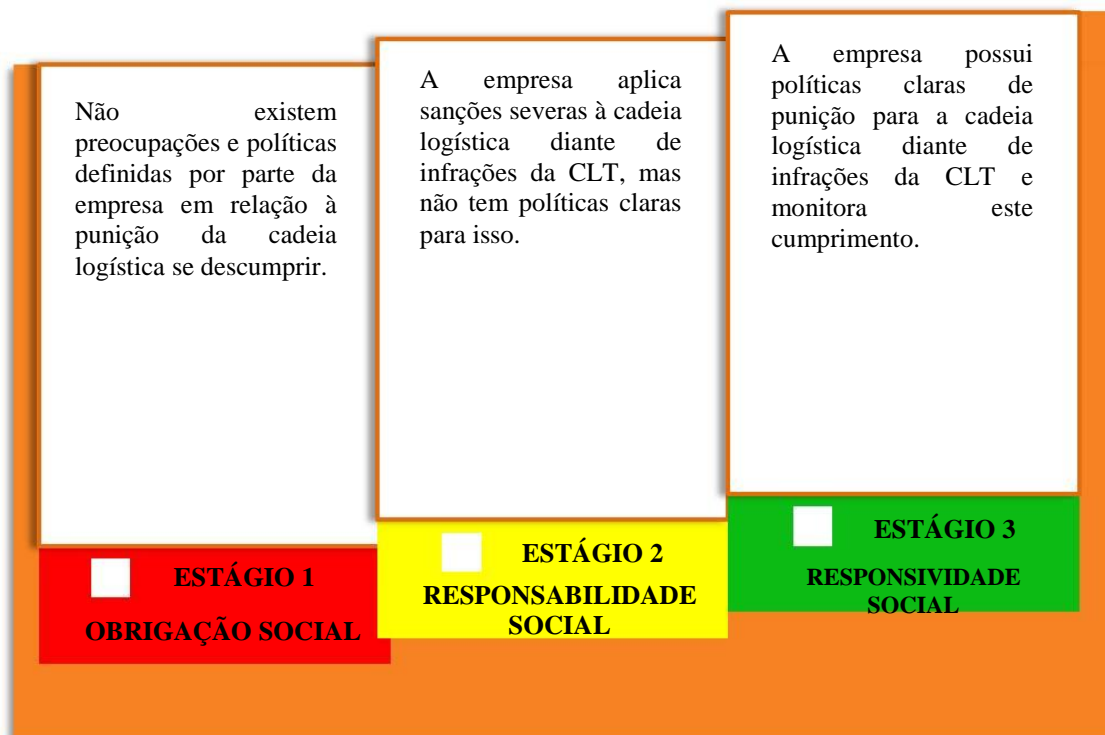 Não existem
preocupações e políticas
definidas por parte da
empresa em relação à
punição da cadeia
logística se descumprir.
ESTÁGIO 1
OBRIGAÇÃO SOCIAL
A empresa aplica
sanções severas à cadeia
logística diante de
infrações da CLT, mas
não tem políticas claras
para isso.
ESTÁGIO 2
RESPONSABILIDADE
SOCIAL
A empresa possui
políticas claras de
punição para a cadeia
logística diante de
infrações da CLT e
monitora este
cumprimento.
ESTÁGIO 3
RESPONSIVIDADE
SOCIAL